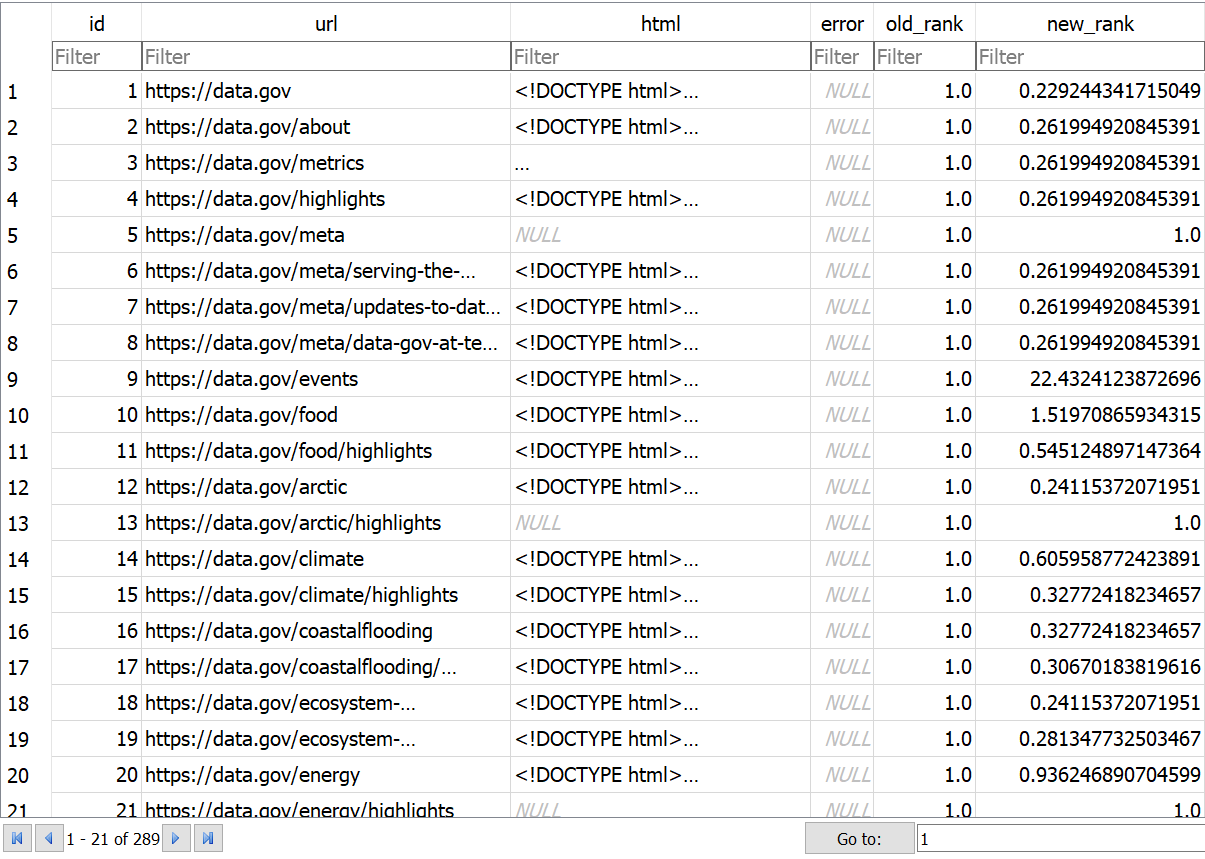 id url html error old_rank new_rank
Filter Filter Filter Filter Filter Filter
1 1 https://data.gov <!DOCTYPE html>... NULL 1.0 0.229244341715049
2 2 https://data.gov/about <!DOCTYPE html>... NULL 1.0 0.261994920845391
3 3 https://data.gov/metrics ... NULL 1.0 0.261994920845391
4 4 https://data.gov/highlights <!DOCTYPE html>... NULL 1.0 0.261994920845391
5 5 https://data.gov/meta NULL NULL 1.0 1.0
6 6 https://data.gov/meta/serving-the-... <!DOCTYPE html>... NULL 1.0 0.261994920845391
7 7 https://data.gov/meta/updates-to-dat... <!DOCTYPE html>... NULL 1.0 0.261994920845391
8 8 https://data.gov/meta/data-gov-at-te... <!DOCTYPE html>... NULL 1.0 0.261994920845391
9 9 https://data.gov/events <!DOCTYPE html>... NULL 1.0 22.4324123872696
10 10 https://data.gov/food <!DOCTYPE html>... NULL 1.0 1.51970865934315
11 11 https://data.gov/food/highlights <!DOCTYPE html>... NULL 1.0 0.545124897147364
12 12 https://data.gov/arctic <!DOCTYPE html>... NULL 1.0 0.24115372071951
13 13 https://data.gov/arctic/highlights NULL NULL 1.0 1.0
14 14 https://data.gov/climate <!DOCTYPE html>... NULL 1.0 0.605958772423891
15 15 https://data.gov/climate/highlights <!DOCTYPE html>... NULL 1.0 0.32772418234657
16 16 https://data.gov/coastalflooding <!DOCTYPE html>... NULL 1.0 0.32772418234657
17 17 https://data.gov/coastalflooding/... <!DOCTYPE html>... NULL 1.0 0.30670183819616
18 18 https://data.gov/ecosystem-... <!DOCTYPE html>... NULL 1.0 0.24115372071951
19 19 https://data.gov/ecosystem-... <!DOCTYPE html>... NULL 1.0 0.281347732503467
20 20 https://data.gov/energy <!DOCTYPE html>... NULL 1.0 0.936246890704599
21 21 https://data.gov/energy/highlights NULL NULL 1.0 1.0
1 - 21 of 289 Go to: 1